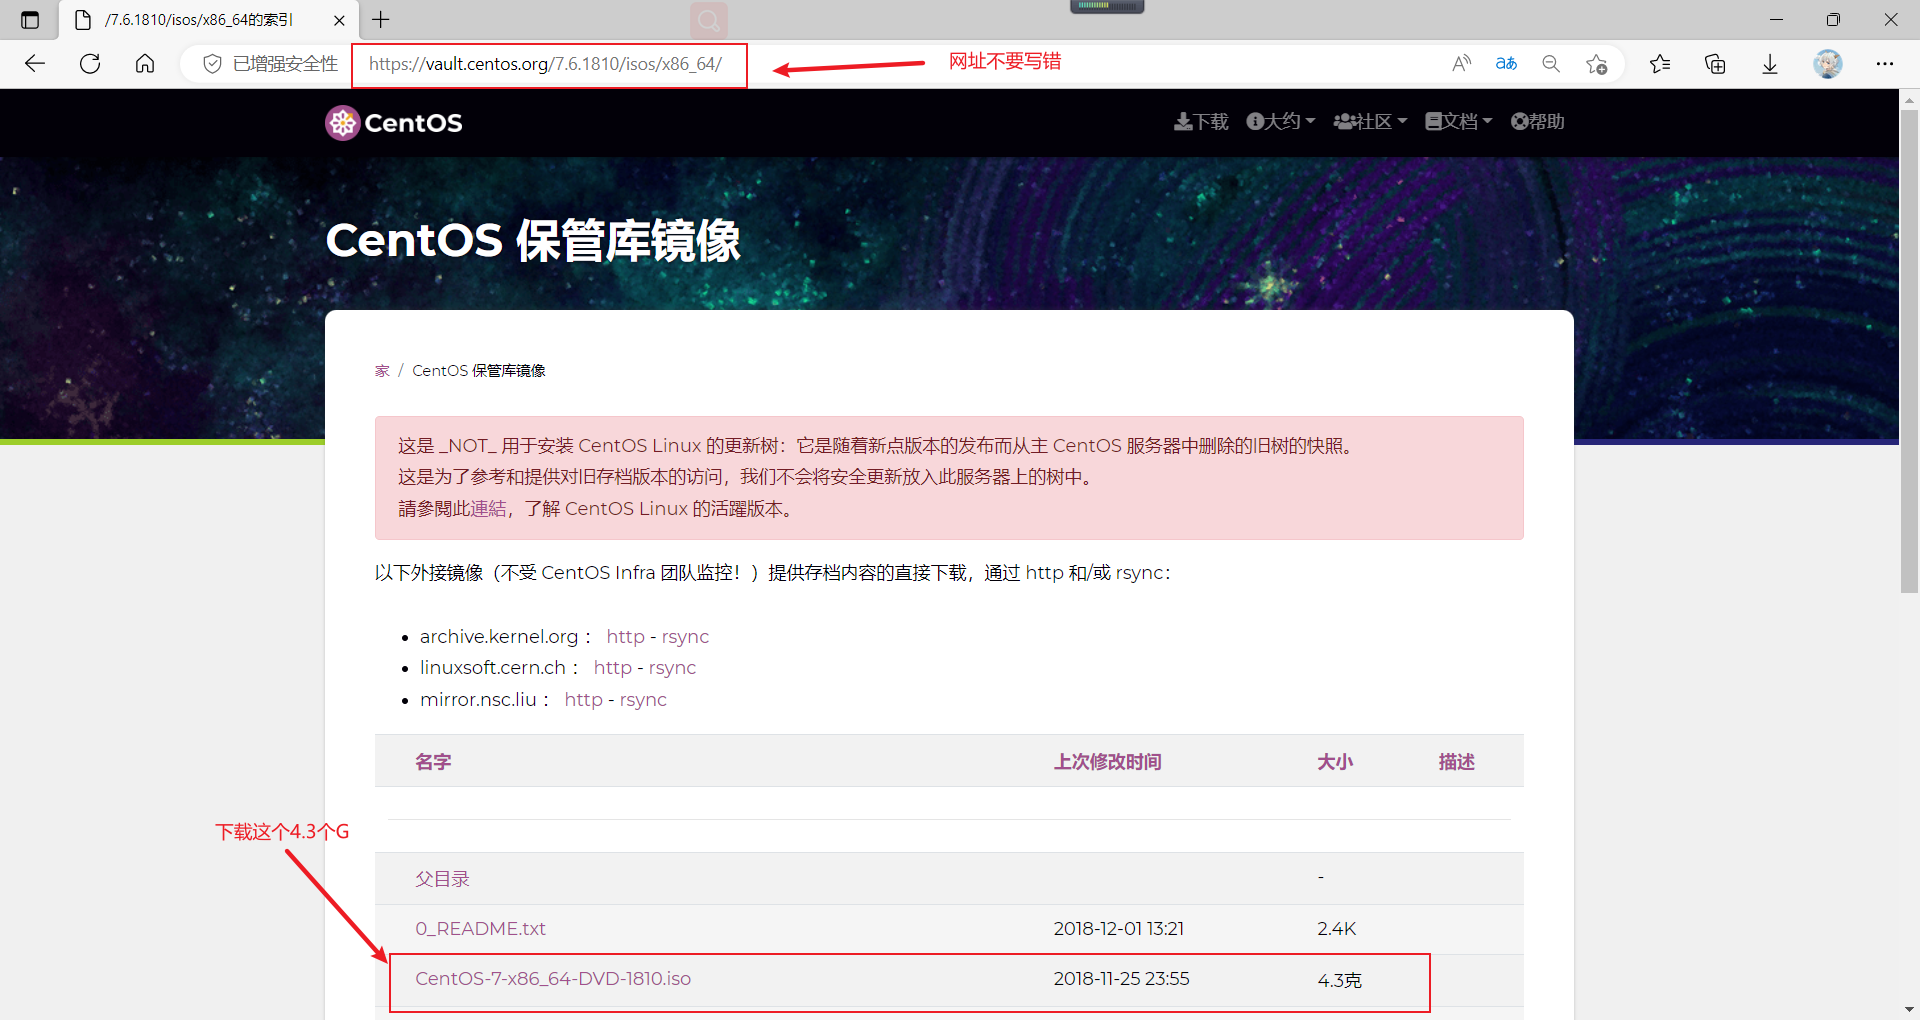 /7.6.1810/isos/x86_64的索引
已增强安全性
https://vault.centos.org/7.6.1810/isos/x86_64/
网址不要写错
aあ
CentOS
下载
大约
社区
文档
帮助
CentOS 保管库镜像
家 / CentOS 保管库镜像
这是 _NOT_ 用于安装 CentOS Linux 的更新树：它是随着新点版本的发布而从主 CentOS 服务器中删除的旧树的快照。
这是为了参考和提供对旧存档版本的访问，我们不会将安全更新放入此服务器上的树中。
請參閱此連結，了解 CentOS Linux 的活躍版本。
以下外接镜像（不受 CentOS Infra 团队监控！）提供存档内容的直接下载，通过 http 和/或 rsync：
• archive.kernel.org： http - rsync
• linuxsoft.cern.ch： http - rsync
• mirror.nsc.liu： http - rsync
名字 上次修改时间 大小 描述
下载这个4.3个G
父目录 -
0_README.txt 2018-12-01 13:21 2.4K
CentOS-7-x86_64-DVD-1810.iso 2018-11-25 23:55 4.3克